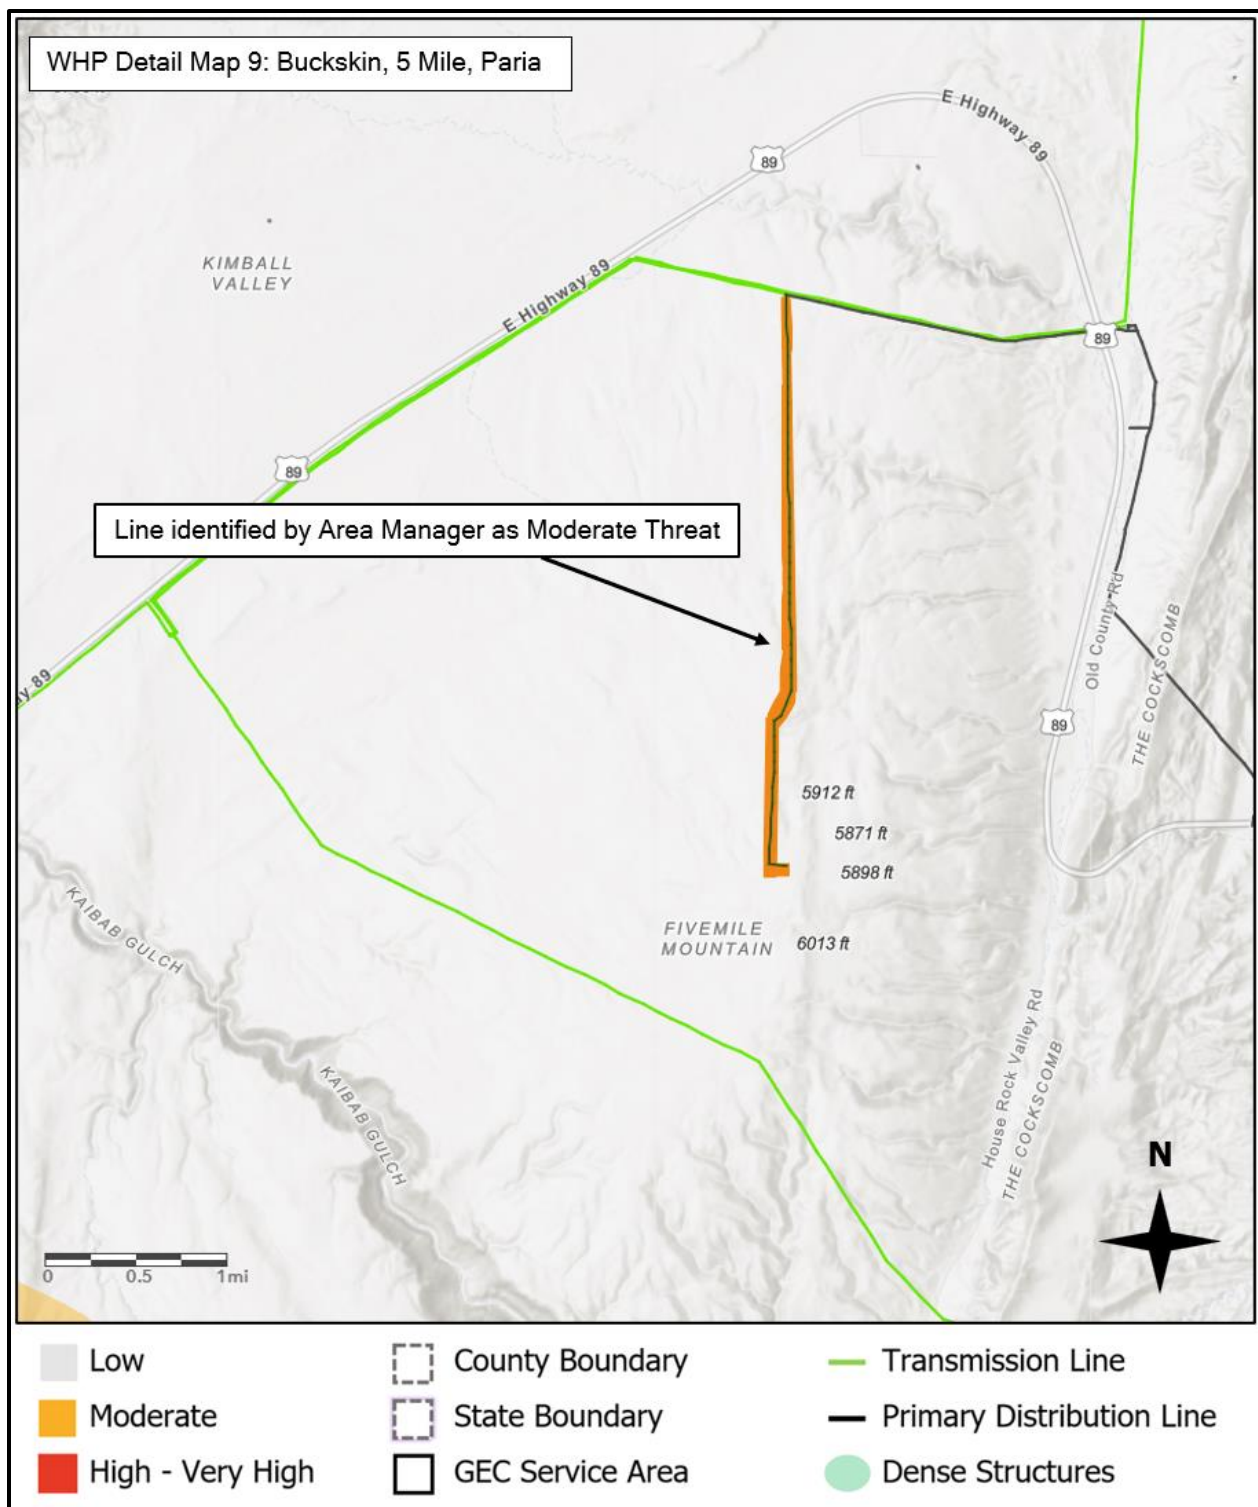 WHP Detail Map 9: Buckskin, 5 Mile, Paria
E Highway 89
89
KIMBALL
VALLEY
E Highway 89
89
89
Line identified by Area Manager as Moderate Threat
Old County Rd
THE COCKSCOMB
89
5912 ft
5871 ft
5898 ft
FIVEMILE
MOUNTAIN
6013 ft
KAIBAB GULCH
KAIBAB GULCH
House Rock Valley Rd
THE COCKSCOMB
N
0
0.5
1mi
Low
County Boundary
Transmission Line
Moderate
State Boundary
Primary Distribution Line
High - Very High
GEC Service Area
Dense Structures